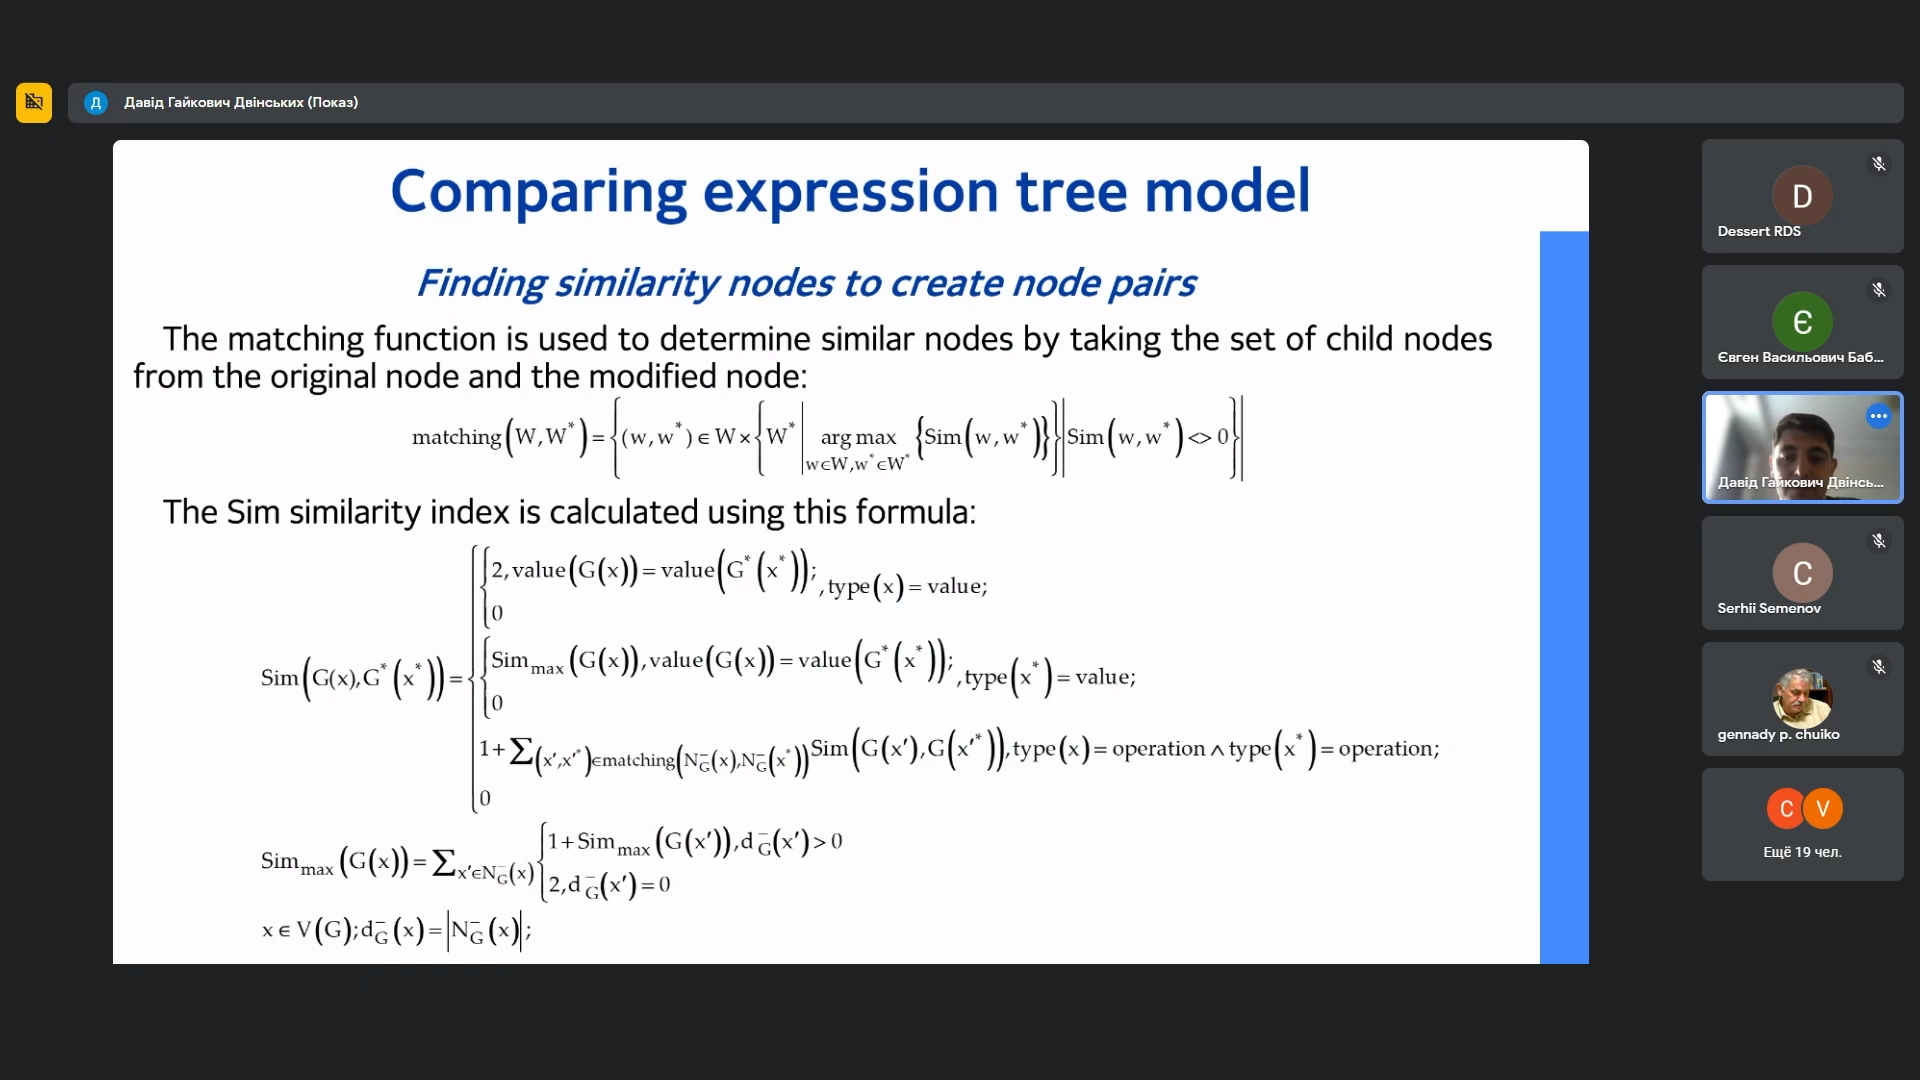 Д Давід Гайкович Двінських (Показ)
Comparing expression tree model
Finding similarity nodes to create node pairs
The matching function is used to determine similar nodes by taking the set of child nodes
from the original node and the modified node:
matching(W,W*)={(w,w*)∈W×{W*|arg max_{w∈W,w*∈W*}{Sim(w,w*)}}|Sim(w,w*)<>0}|
The Sim similarity index is calculated using this formula:
2,value(G(x))=value(G*(x*));
,type(x)=value;
0
Sim(G(x),G*(x*))=
Sim_max(G(x)),value(G(x))=value(G*(x*));
,type(x*)=value;
0
1+∑_{(x′,x′*)∈matching(N⁻_G(x),N⁻_G(x*))}Sim(G(x′),G(x′*)),type(x)=operation∧type(x*)=operation;
0
Sim_max(G(x))=∑_{x′∈N⁻_G(x)}{1+Sim_max(G(x′)),d⁻_G(x′)>0
2,d⁻_G(x′)=0
x∈V(G);d⁻_G(x)=|N⁻_G(x)|;
D
Dessert RDS
Є
Євген Васильович Баб...
Давід Гайкович Двінсь...
C
Serhii Semenov
gennady p. chuiko
C V
Ещё 19 чел.